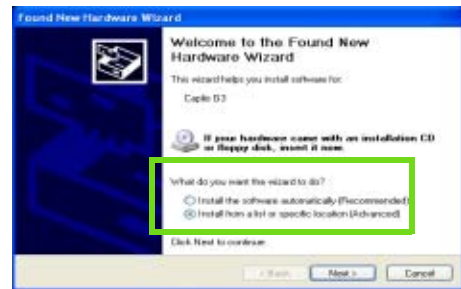 Found New Hardware Wizard
Welcome to the Found New
Hardware Wizard
This wizard helps you install software for:
Caplio G3
If your hardware came with an installation CD
or floppy disk, insert it now.
What do you want the wizard to do?
Install the software automatically (Recommended)
Install from a list or specific location (Advanced)
Click Next to continue.
< Back
Next >
Cancel